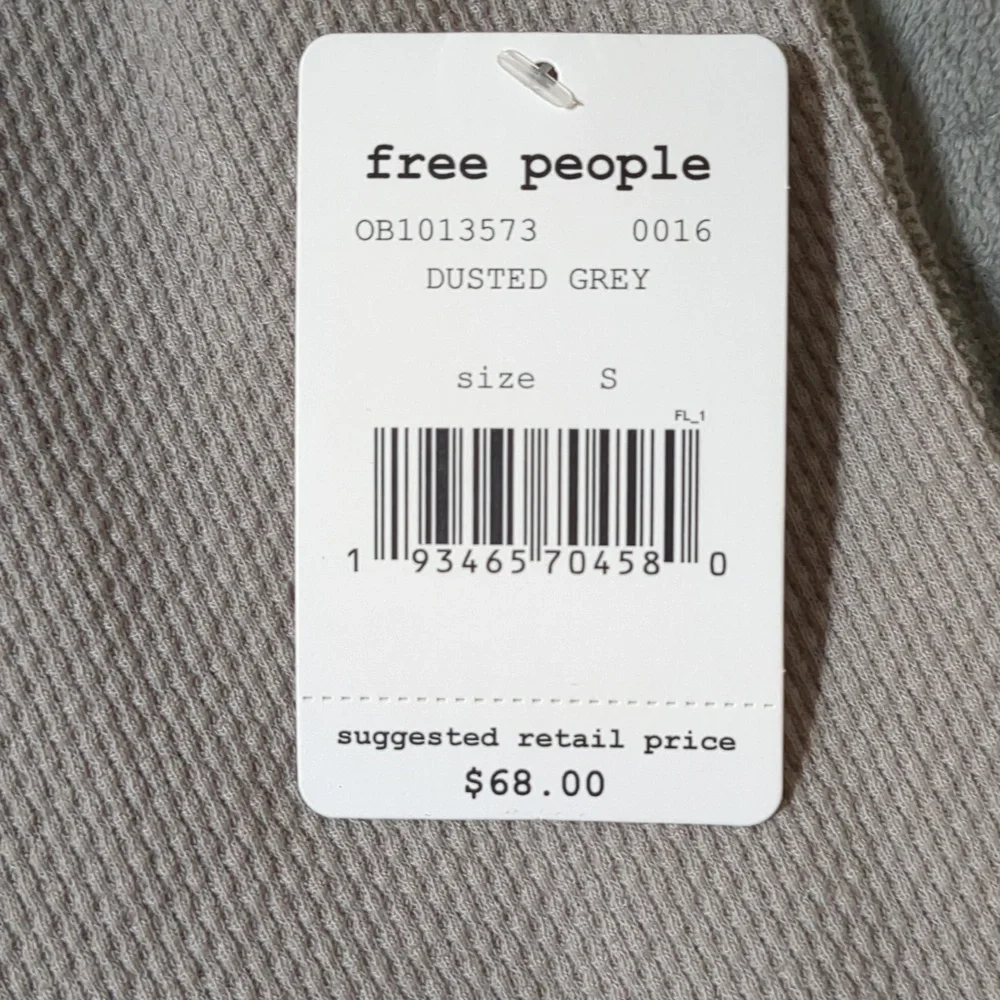 free people
OB1013573 0016
DUSTED GREY
size S
FL_1
1 93465 70458 0
suggested retail price
$68.00